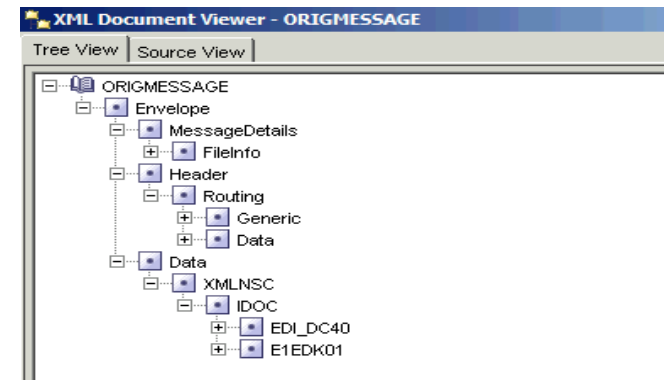 XML Document Viewer - ORIGMESSAGE
Tree View Source View
ORIGMESSAGE
Envelope
MessageDetails
FileInfo
Header
Routing
Generic
Data
Data
XMLNSC
IDOC
EDI_DC40
E1EDK01